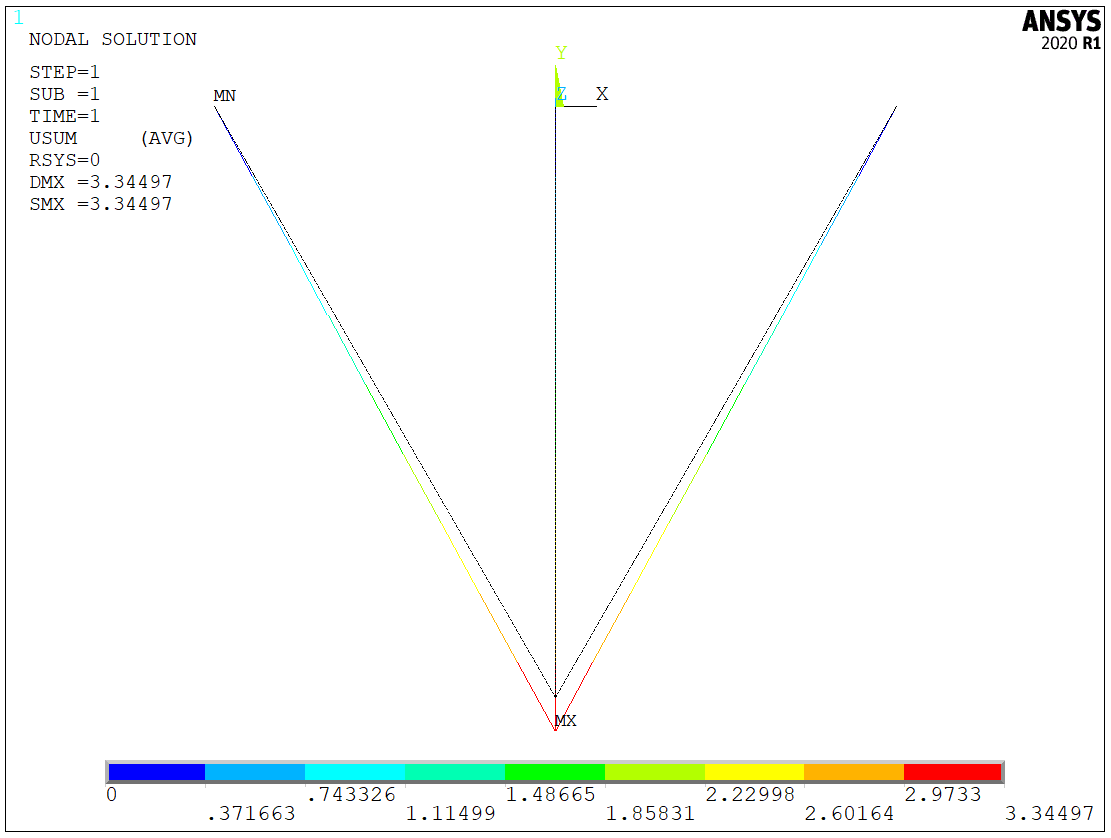 1
ANSYS
2020 R1
NODAL SOLUTION
STEP=1
SUB =1
TIME=1
USUM (AVG)
RSYS=0
DMX =3.34497
SMX =3.34497
Y
Z X
MN
MX
0 .743326 1.48665 2.22998 2.9733
.371663 1.11499 1.85831 2.60164 3.34497